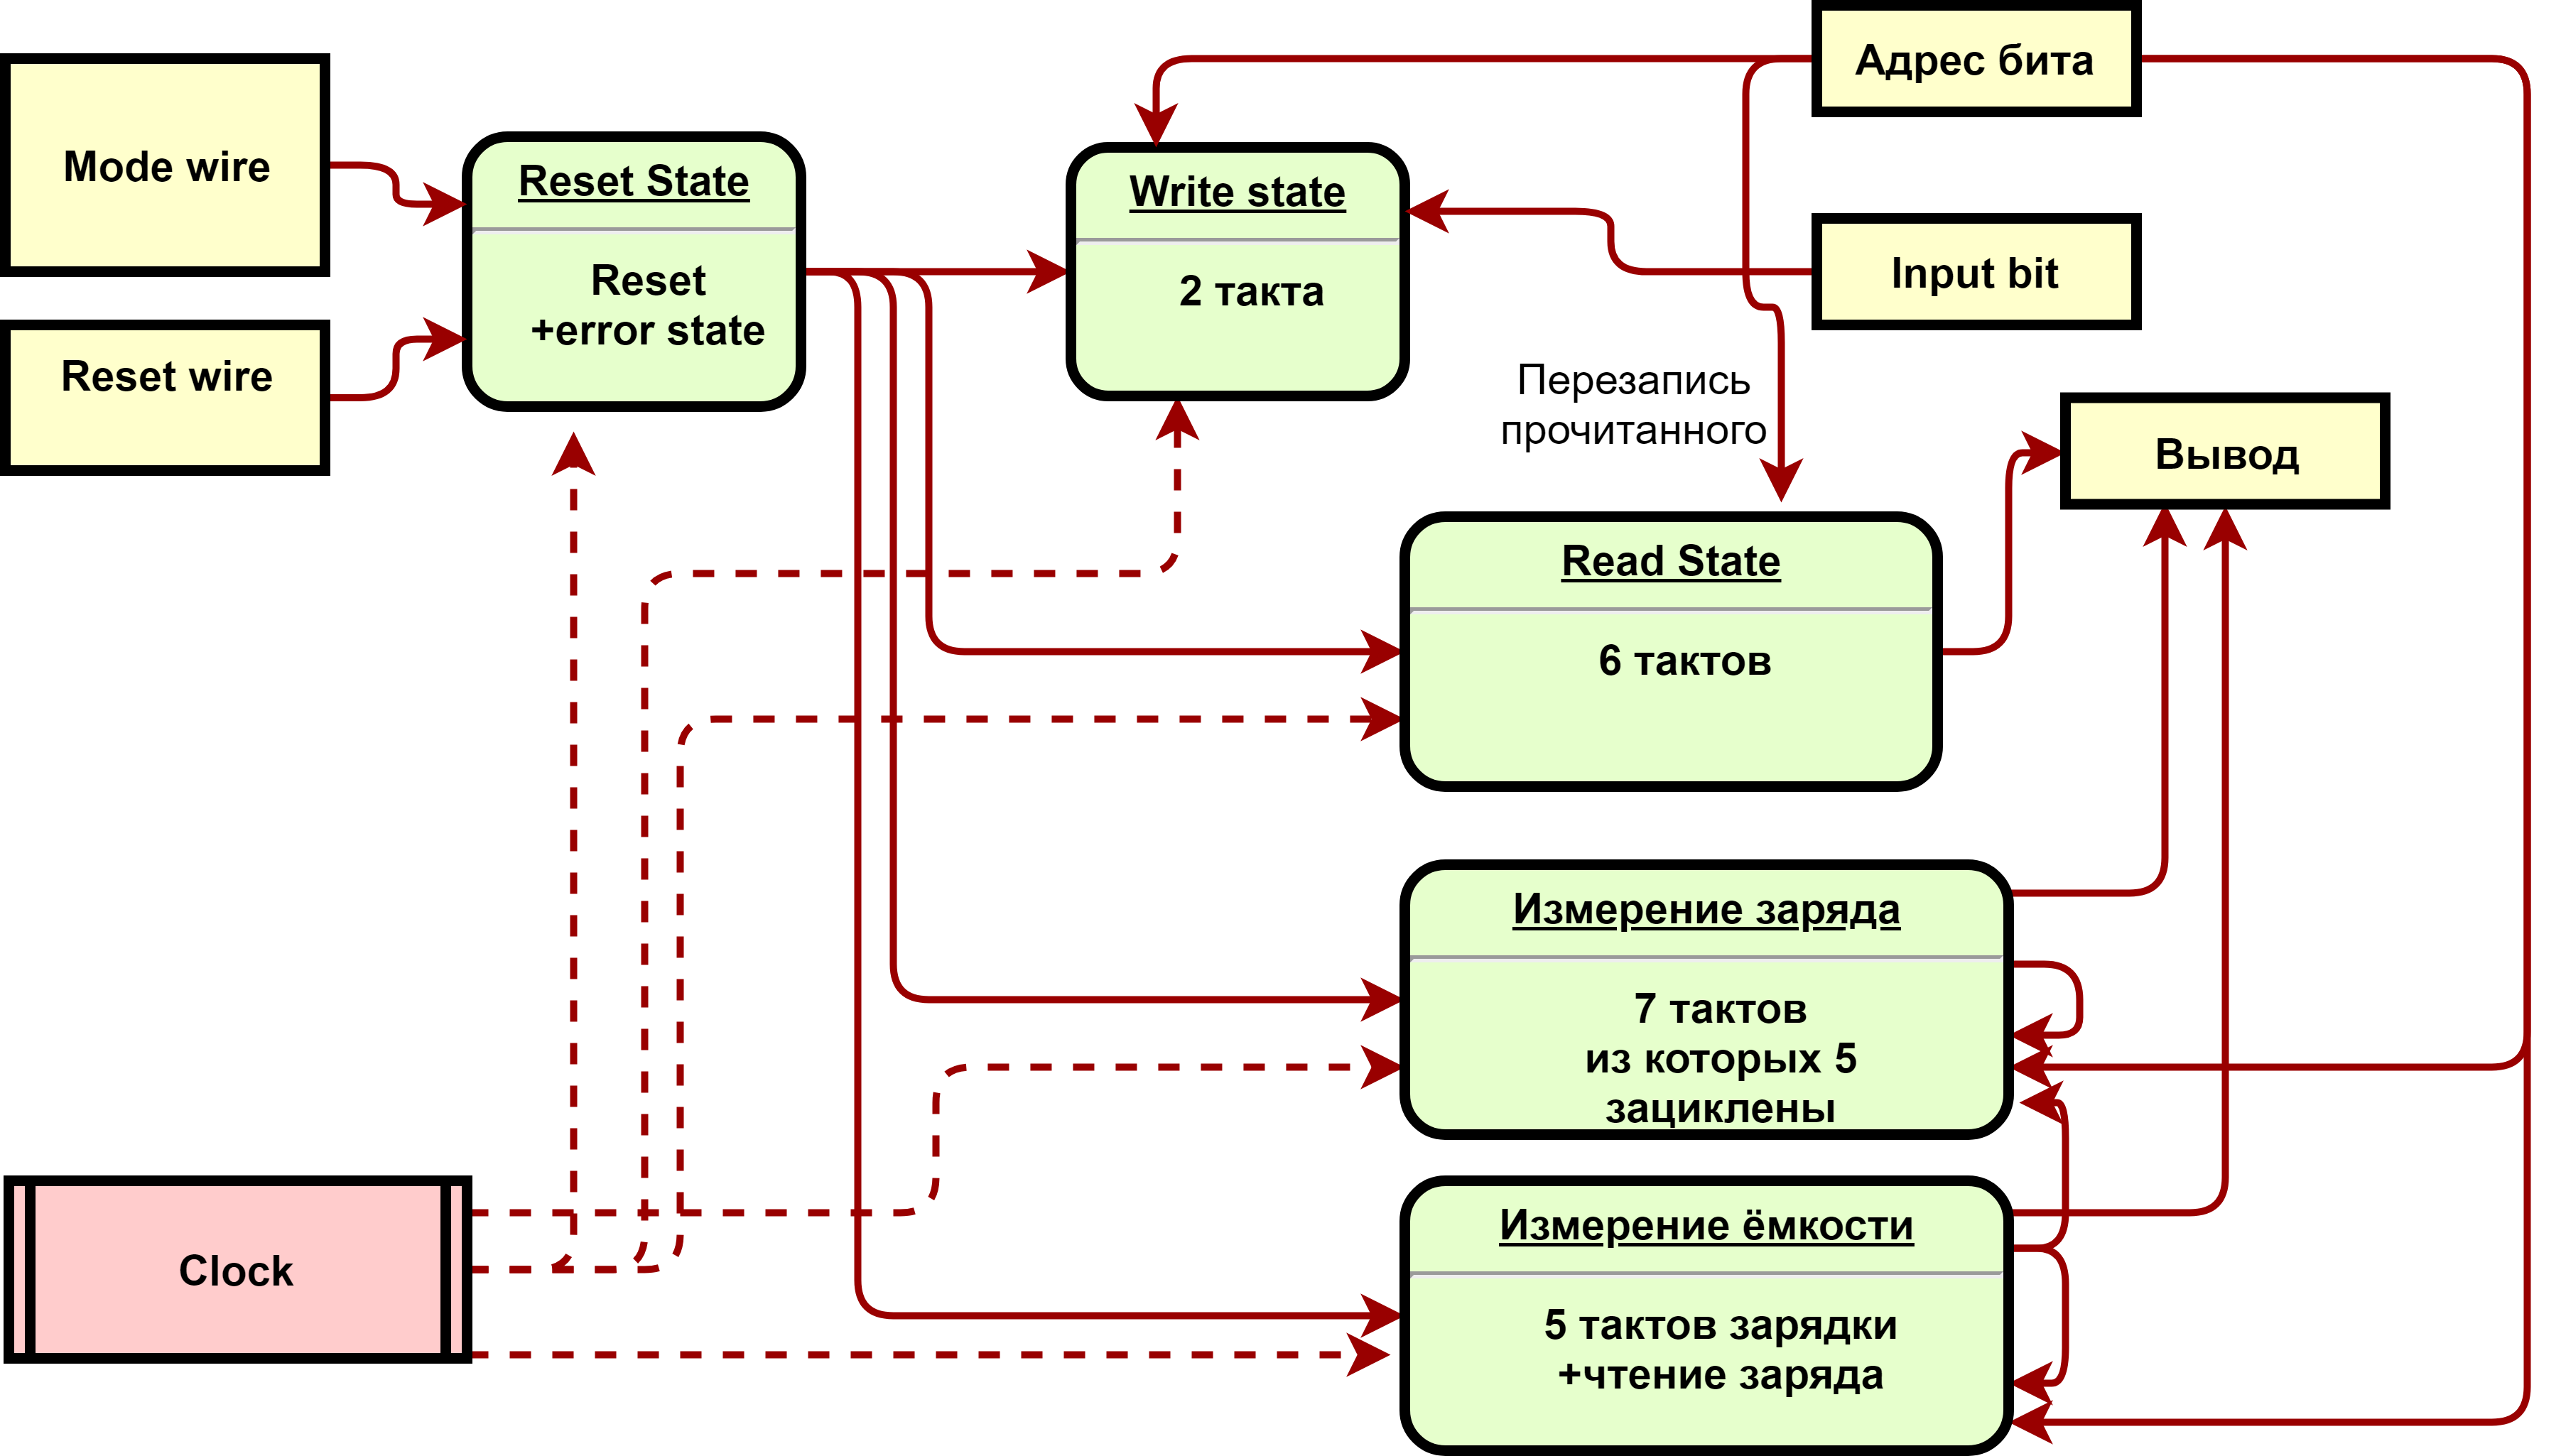 Адрес бита
Mode wire
Reset State
Write state
Reset
+error state
2 такта
Input bit
Reset wire
Перезапись
прочитанного
Вывод
Read State
6 тактов
Измерение заряда
7 тактов
из которых 5
зациклены
Clock
Измерение ёмкости
5 тактов зарядки
+чтение заряда